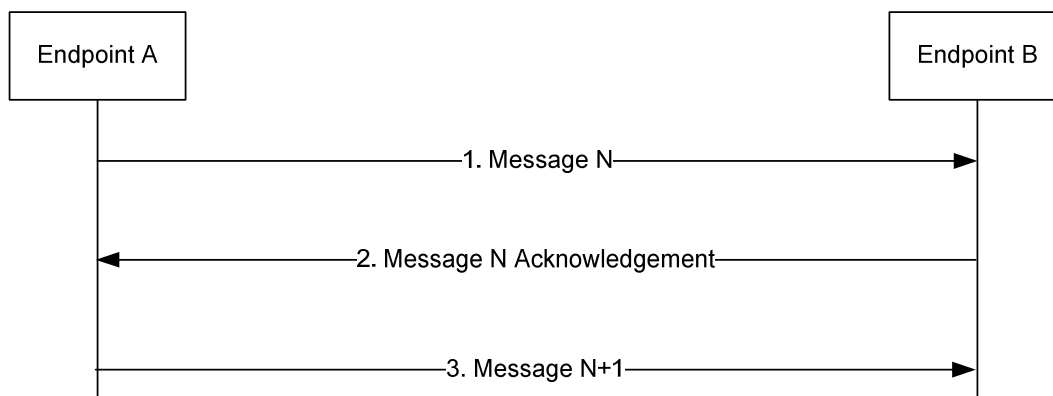 Endpoint A
Endpoint B
1. Message N
2. Message N Acknowledgement
3. Message N+1